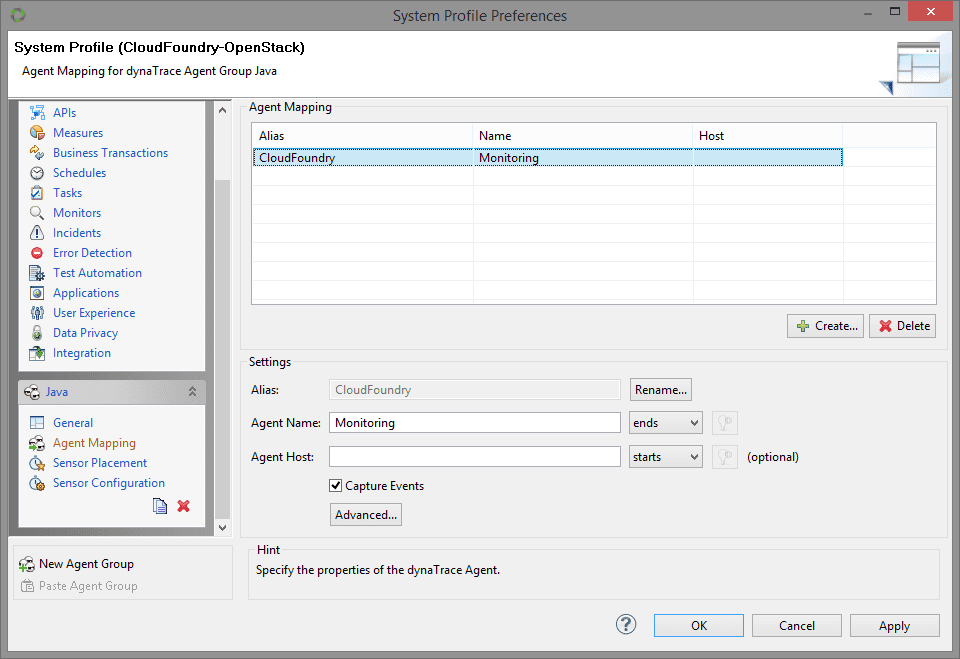 System Profile Preferences
System Profile (CloudFoundry-OpenStack)
Agent Mapping for dynaTrace Agent Group Java
APIs
Measures
Business Transactions
Schedules
Tasks
Monitors
Incidents
Error Detection
Test Automation
Applications
User Experience
Data Privacy
Integration
Java
General
Agent Mapping
Sensor Placement
Sensor Configuration
New Agent Group
Paste Agent Group
Agent Mapping
Alias Name Host
CloudFoundry Monitoring
Create... Delete
Settings
Alias: CloudFoundry Rename...
Agent Name: Monitoring ends
Agent Host: starts (optional)
Capture Events
Advanced...
Hint
Specify the properties of the dynaTrace Agent.
? OK Cancel Apply